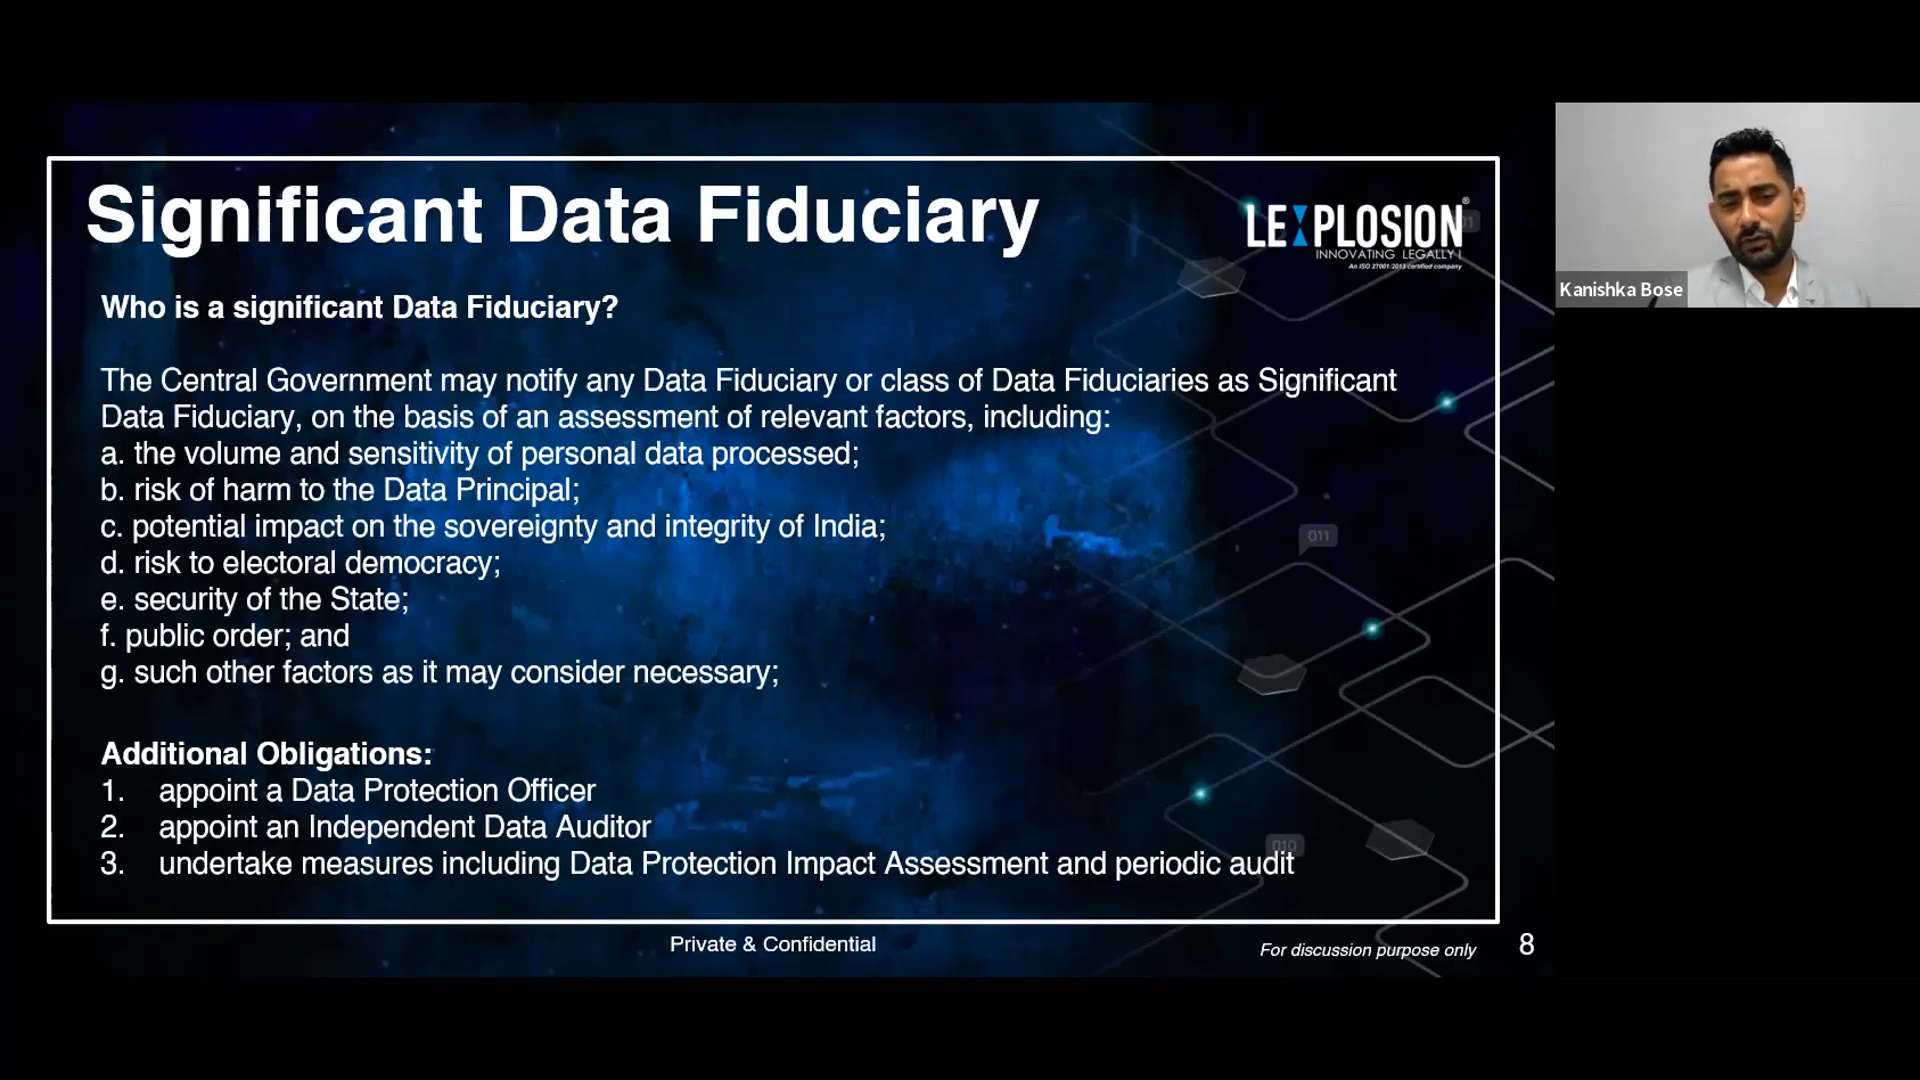 Significant Data Fiduciary
LEXPLOSION®
INNOVATING LEGALLY !
An ISO 27001:2013 certified company
Who is a significant Data Fiduciary?
The Central Government may notify any Data Fiduciary or class of Data Fiduciaries as Significant
Data Fiduciary, on the basis of an assessment of relevant factors, including:
a. the volume and sensitivity of personal data processed;
b. risk of harm to the Data Principal;
c. potential impact on the sovereignty and integrity of India;
d. risk to electoral democracy;
e. security of the State;
f. public order; and
g. such other factors as it may consider necessary;
Additional Obligations:
1. appoint a Data Protection Officer
2. appoint an Independent Data Auditor
3. undertake measures including Data Protection Impact Assessment and periodic audit
011
010
Private & Confidential
For discussion purpose only
8
Kanishka Bose